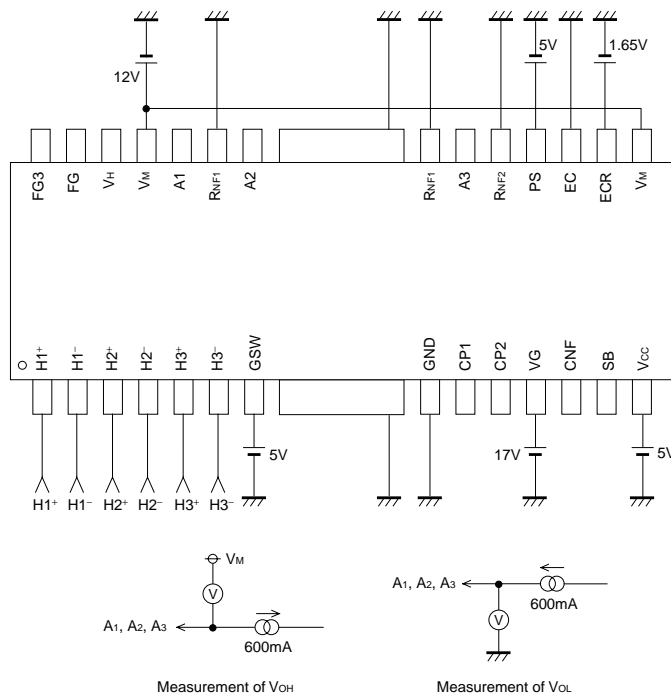 5V
1.65V
12V
FG3
FG
VH
VM
A1
RNF1
A2
RNF1
A3
RNF2
PS
EC
ECR
VM
H1+
H1−
H2+
H2−
H3+
H3−
GSW
GND
CP1
CP2
VG
CNF
SB
VCC
5V
17V
5V
H1+ H1− H2+ H2− H3+ H3−
VM
V
A1, A2, A3
600mA
Measurement of VOH
A1, A2, A3
600mA
V
Measurement of VOL